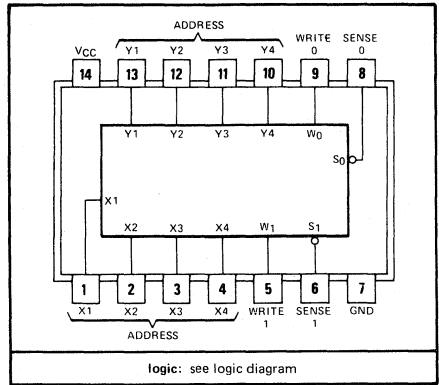 ADDRESS
VCC Y1 Y2 Y3 Y4 WRITE 0 SENSE 0
14 13 12 11 10 9 8
Y1 Y2 Y3 Y4 W0
S0
X1
X2 X3 X4 W1 S1
1 2 3 4 5 6 7
X1 X2 X3 X4 WRITE 1 SENSE 1 GND
ADDRESS
logic: see logic diagram